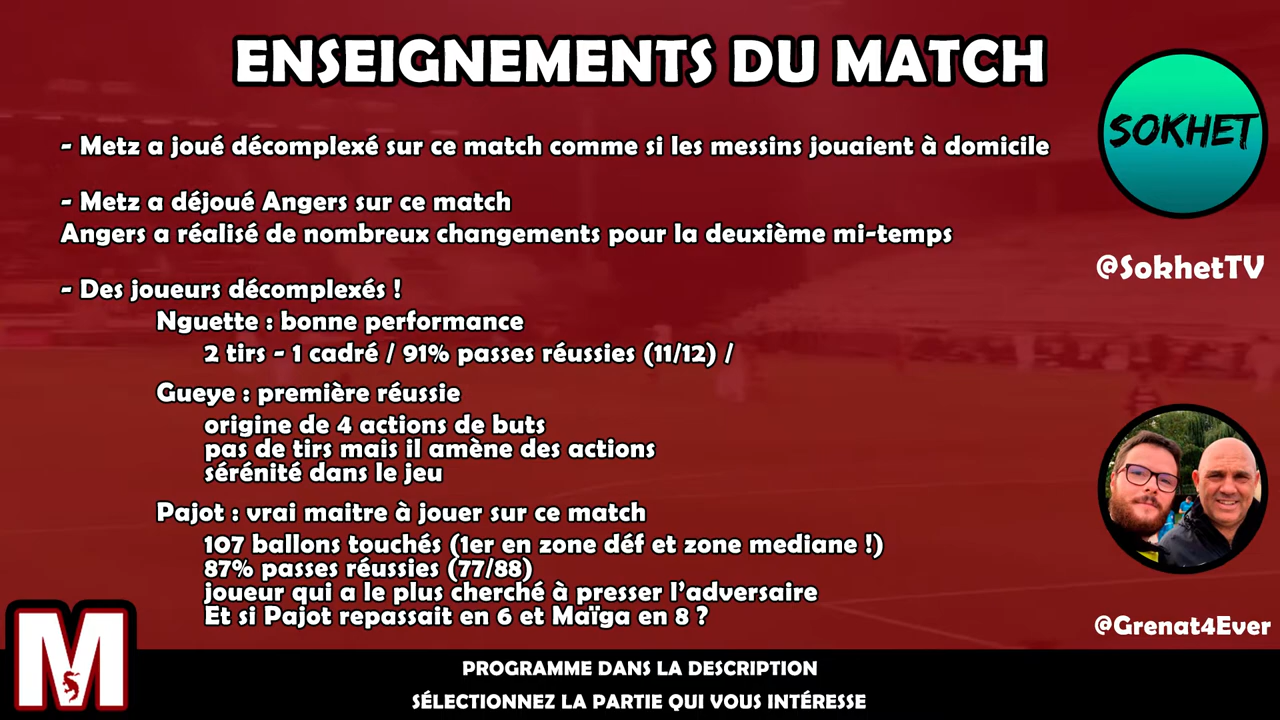 ENSEIGNEMENTS DU MATCH
- Metz a joué décomplexé sur ce match comme si les messins jouaient à domicile
- Metz a déjoué Angers sur ce match
Angers a réalisé de nombreux changements pour la deuxième mi-temps
- Des joueurs décomplexés !
Nguette : bonne performance
2 tirs - 1 cadré / 91% passes réussies (11/12) /
Gueye : première réussie
origine de 4 actions de buts
pas de tirs mais il amène des actions
sérénité dans le jeu
Pajot : vrai maitre à jouer sur ce match
107 ballons touchés (1er en zone déf et zone mediane !)
87% passes réussies (77/88)
joueur qui a le plus cherché à presser l'adversaire
Et si Pajot repassait en 6 et Maïga en 8 ?
SOKHET
@SokhetTV
@Grenat4Ever
M
PROGRAMME DANS LA DESCRIPTION
SÉLECTIONNEZ LA PARTIE QUI VOUS INTÉRESSE